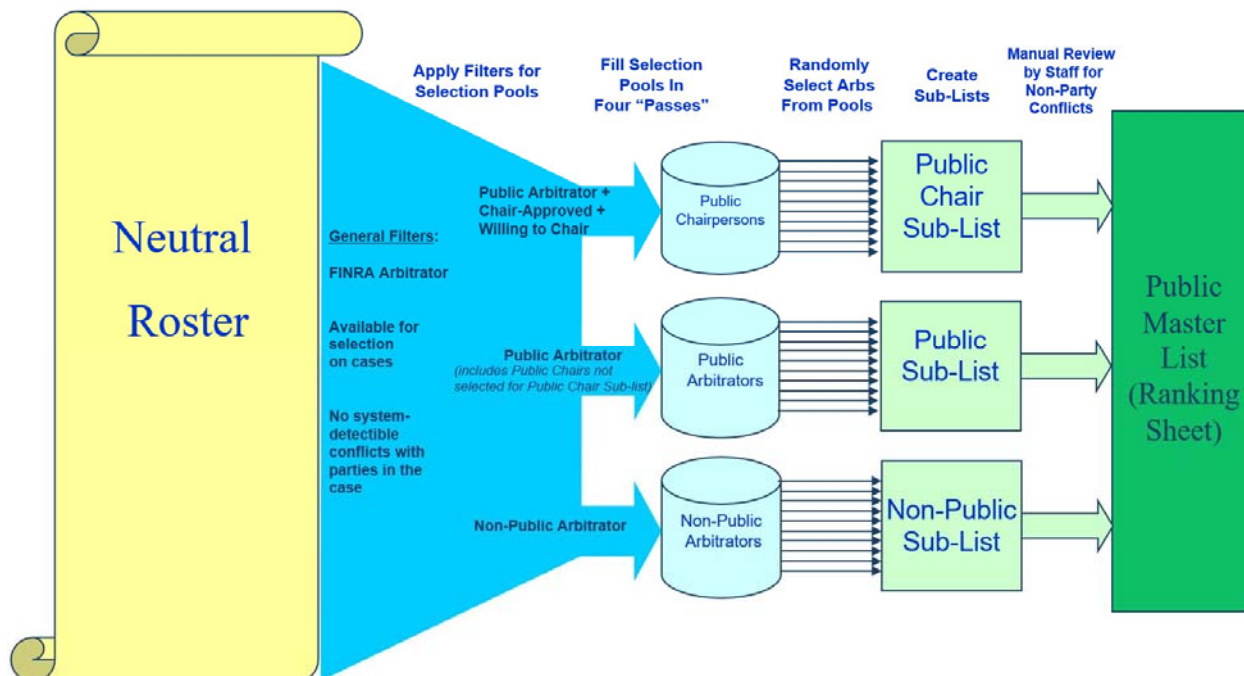 Neutral
Roster
Apply Filters for
Selection Pools
Fill Selection
Pools In
Four “Passes”
Randomly
Select Arbs
From Pools
Create
Sub-Lists
Manual Review
by Staff for
Non-Party
Conflicts
General Filters:
FINRA Arbitrator
Available for
selection
on cases
No system-
detectible
conflicts with
parties in the
case
Public Arbitrator +
Chair-Approved +
Willing to Chair
Public
Chairpersons
Public
Chair
Sub-List
Public Arbitrator
(includes Public Chairs not
selected for Public Chair Sub-list)
Public
Arbitrators
Public
Sub-List
Non-Public Arbitrator
Non-Public
Arbitrators
Non-Public
Sub-List
Public
Master
List
(Ranking
Sheet)